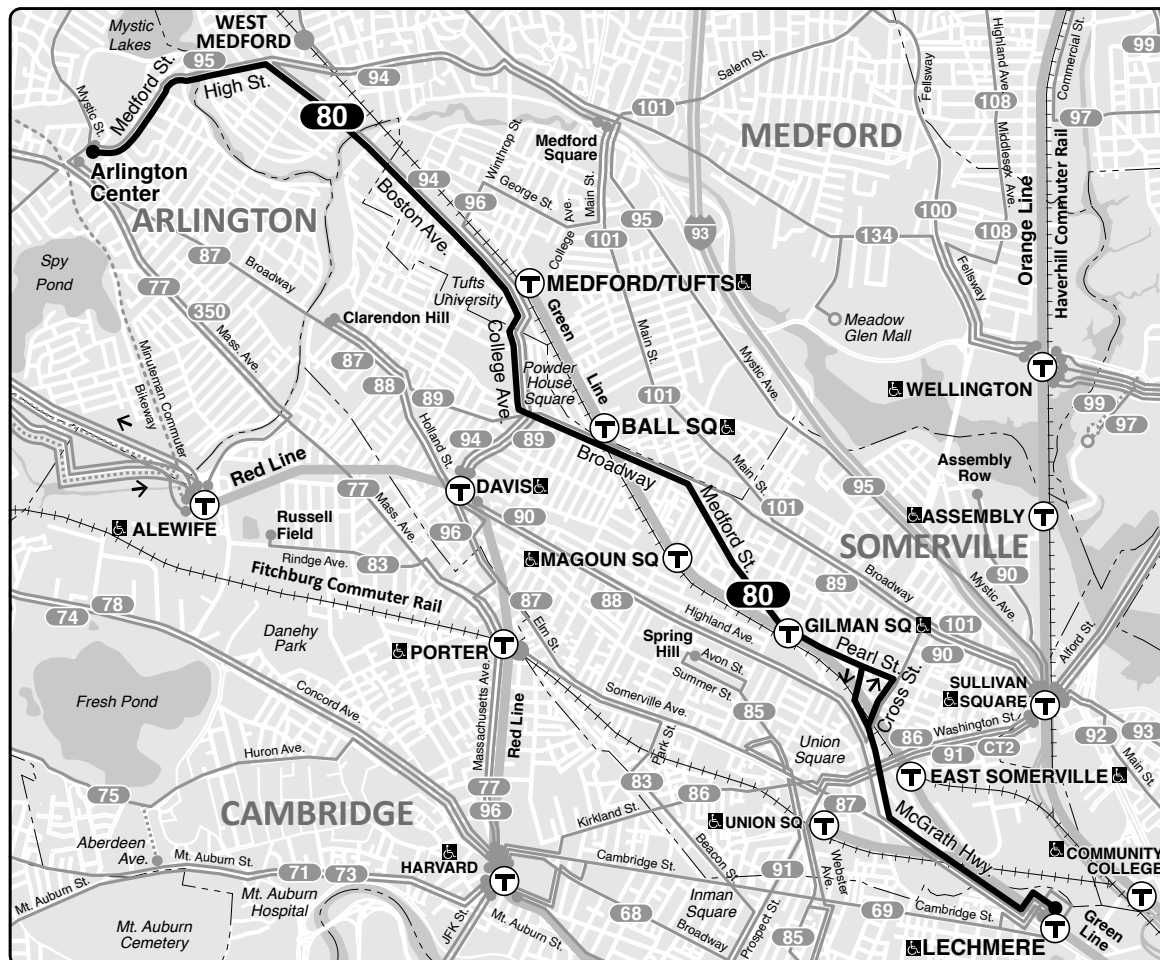 Mystic
Lakes
WEST
MEDFORD
95
94
Medford St.
High St.
Mystic St.
80
Arlington
Center
ARLINGTON
Salem St.
101
Medford
Square
MEDFORD
Fellsway
Highland Ave.
108
Middlesex Ave.
108
Commercial St.
99
97
Orange Line
Haverhill Commuter Rail
Winthrop St.
George St.
94
96
College Ave.
Main St.
101
95
93
134
100
Fellsway
Boston Ave.
Spy
Pond
87
Broadway
77
350
Mass. Ave.
Clarendon Hill
Tufts
University
MEDFORD/TUFTS
Green
Line
Meadow
Glen Mall
Minuteman Commuter
Bikeway
87
88
89
Holland St.
94
89
College Ave.
Powder
House
Square
Main St.
101
Mystic Ave.
WELLINGTON
99
97
BALL SQ
Broadway
Red Line
77
Mass. Ave.
DAVIS
90
96
ALEWIFE
Russell
Field
Rindge Ave.
83
Fitchburg Commuter Rail
Medford St.
Main St.
101
95
Assembly
Row
ASSEMBLY
SOMERVILLE
90
Mystic Ave.
MAGOUN SQ
80
89
Broadway
74
78
Danehy
Park
87
Elm St.
88
Highland Ave.
GILMAN SQ
101
90
Alford St.
PORTER
Spring
Hill
Avon St.
Summer St.
85
Pearl St.
Cross St.
SULLIVAN
SQUARE
Fresh Pond
Concord Ave.
Massachusetts Ave.
Red Line
Somerville Ave.
Park St.
Union
Square
86
Washington St.
91
CT2
92
93
Main St.
Huron Ave.
75
77
96
83
86
Kirkland St.
87
EAST SOMERVILLE
CAMBRIDGE
UNION SQ
McGrath Hwy
Aberdeen
Ave.
Mt. Auburn St.
71
73
HARVARD
Cambridge St.
Beacon St.
91
Webster
Ave.
COMMUNITY
COLLEGE
Mt. Auburn St.
Mt. Auburn
Hospital
Mt. Auburn
Cemetery
JFK St.
Mt. Auburn St.
68
Inman
Square
Broadway
Prospect St.
85
69
Cambridge St.
Green
Line
LECHMERE